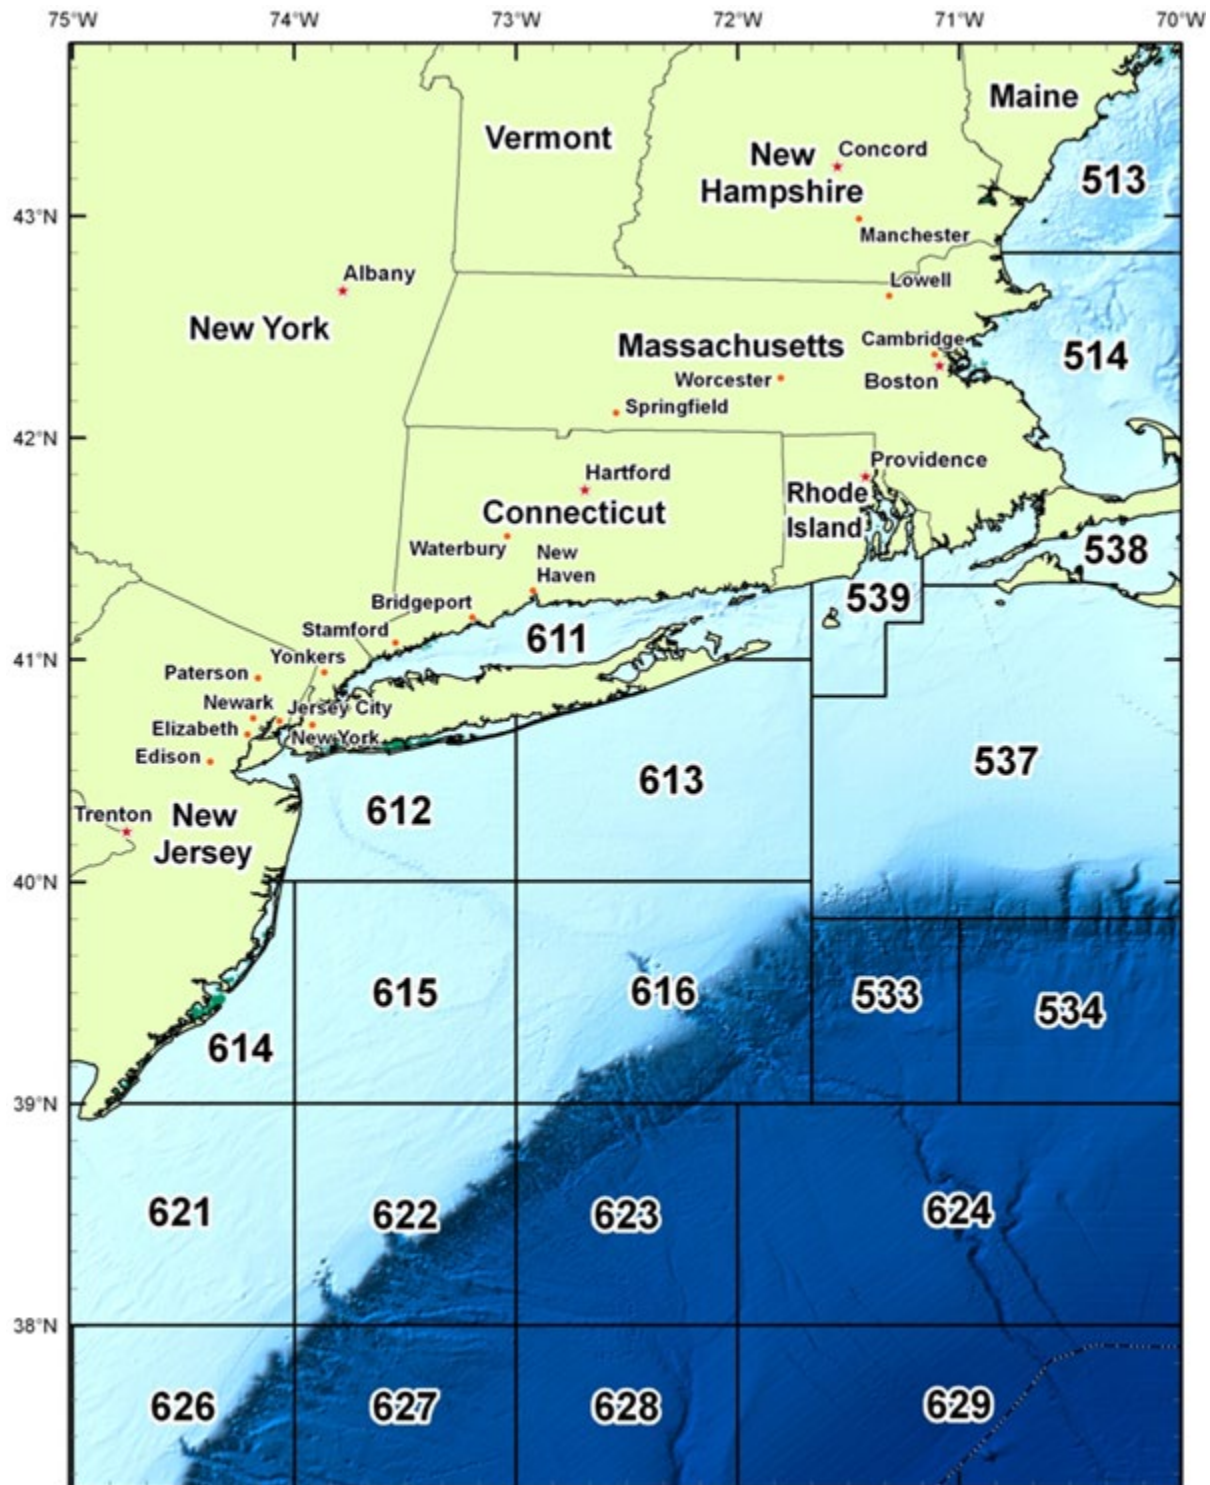 75°W 74°W 73°W 72°W 71°W 70°W
Maine
Vermont
New
Hampshire
Concord
513
43°N
Manchester
Albany
Lowell
New York
Massachusetts
Cambridge
514
Worcester
Boston
Springfield
42°N
Providence
Hartford
Rhode
Island
Connecticut
Waterbury
New
Haven
538
Bridgeport
539
Stamford
611
41°N
Yonkers
Paterson
Newark
Jersey City
Elizabeth
New York
Edison
537
613
612
Trenton
New
Jersey
40°N
615
616
533
534
614
39°N
621
622
623
624
38°N
626
627
628
629